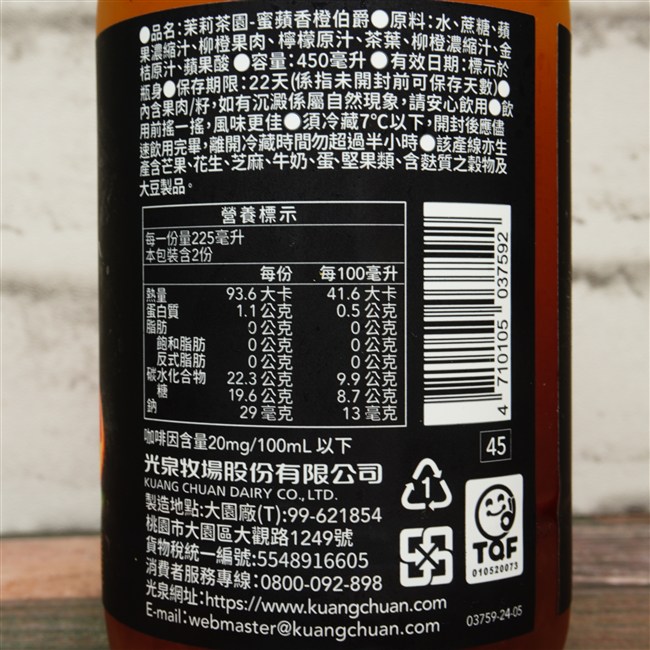 ●品名:茉莉茶園-蜜蘋香橙伯爵●原料:水、蔗糖、蘋
果濃縮汁、柳橙果肉、檸檬原汁、茶葉、柳橙濃縮汁、金
桔原汁、蘋果酸●容量:450毫升●有效日期:標示於
瓶身●保存期限:22天(係指未開封前可保存天數)●
內含果肉/籽,如有沉澱係屬自然現象,請安心飲用●飲
用前搖一搖,風味更佳●須冷藏7℃以下,開封後應儘
速飲用完畢,離開冷藏時間勿超過半小時●該產線亦生
產含芒果、花生、芝麻、牛奶、蛋、堅果類、含麩質之穀物及
大豆製品。
營養標示
每一份量225毫升
本包裝含2份
每份 每100毫升
熱量 93.6 大卡 41.6 大卡
蛋白質 1.1 公克 0.5 公克
脂肪 0 公克 0 公克
飽和脂肪 0 公克 0 公克
反式脂肪 0 公克 0 公克
碳水化合物 22.3 公克 9.9 公克
糖 19.6 公克 8.7 公克
鈉 29 毫克 13 毫克
4 710105 037592
咖啡因含量20mg/100mL 以下
45
光泉牧場股份有限公司
KUANG CHUAN DAIRY CO., LTD.
製造地點:大園廠(T):99-621854
桃園市大園區大觀路1249號
貨物稅統一編號:5548916605
消費者服務專線:0800-092-898
光泉網址:https://www.kuangchuan.com
E-mail:webmaster@kuangchuan.com
1
TQF
010520073
03759-24-05